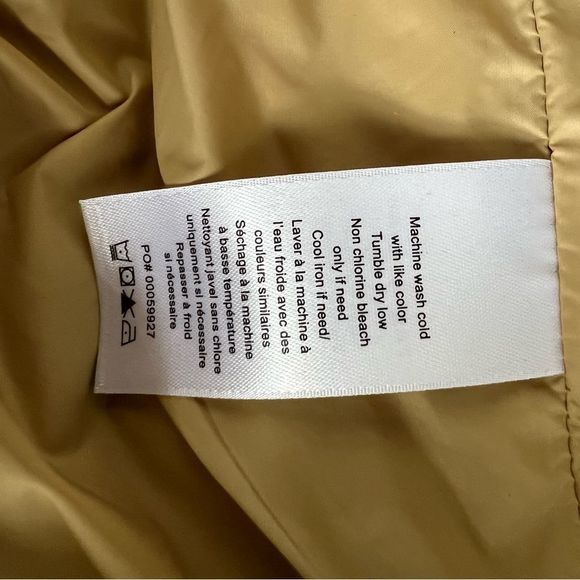 Machine wash cold
with like color
Tumble dry low
Non chlorine bleach
only if need
Cool iron if need/
Laver à la machine à
l'eau froide avec des
couleurs similaires
Séchage à la machine
à basse température
Nettoyant javel sans chlore
uniquement si nécessaire
Repasser à froid
si nécessaire
PO# 00059927